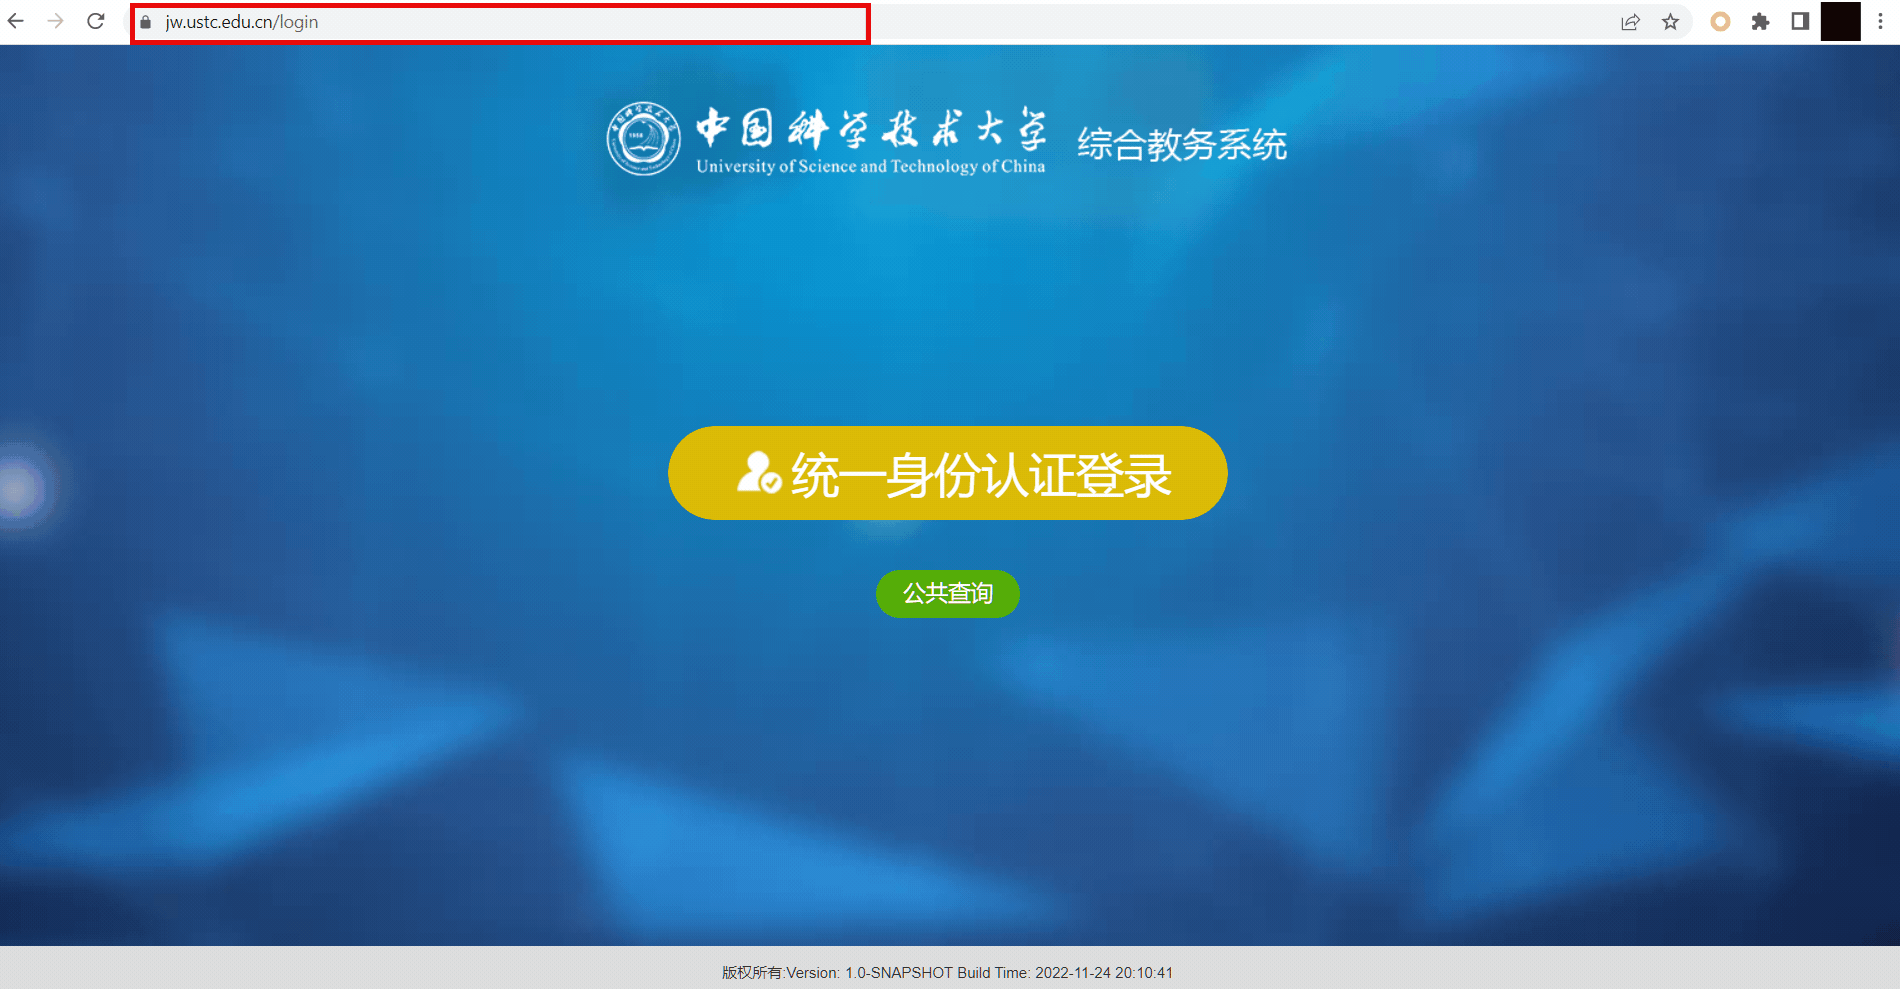 jw.ustc.edu.cn/login
中国科学技术大学
University of Science and Technology of China
综合教务系统
1958
统一身份认证登录
公共查询
版权所有:Version: 1.0-SNAPSHOT Build Time: 2022-11-24 20:10:41